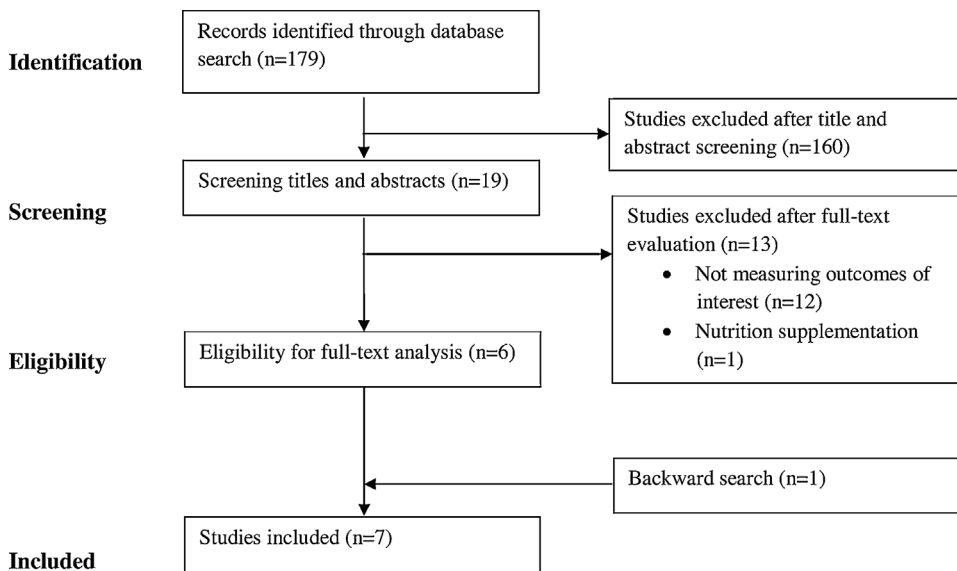 Identification
Records identified through database
search (n=179)
Studies excluded after title and
abstract screening (n=160)
Screening
Screening titles and abstracts (n=19)
Studies excluded after full-text
evaluation (n=13)
• Not measuring outcomes of
interest (n=12)
• Nutrition supplementation
(n=1)
Eligibility
Eligibility for full-text analysis (n=6)
Backward search (n=1)
Included
Studies included (n=7)